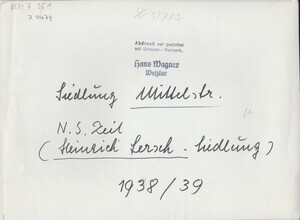 Abdruck nur gestattet
mit Urheber-Vermerk.
Hans Wagner
Wetzlar
Siedlung Mittelstr.
N.S. Zeit
(Heinrich Lersch-Siedlung)
1938/39